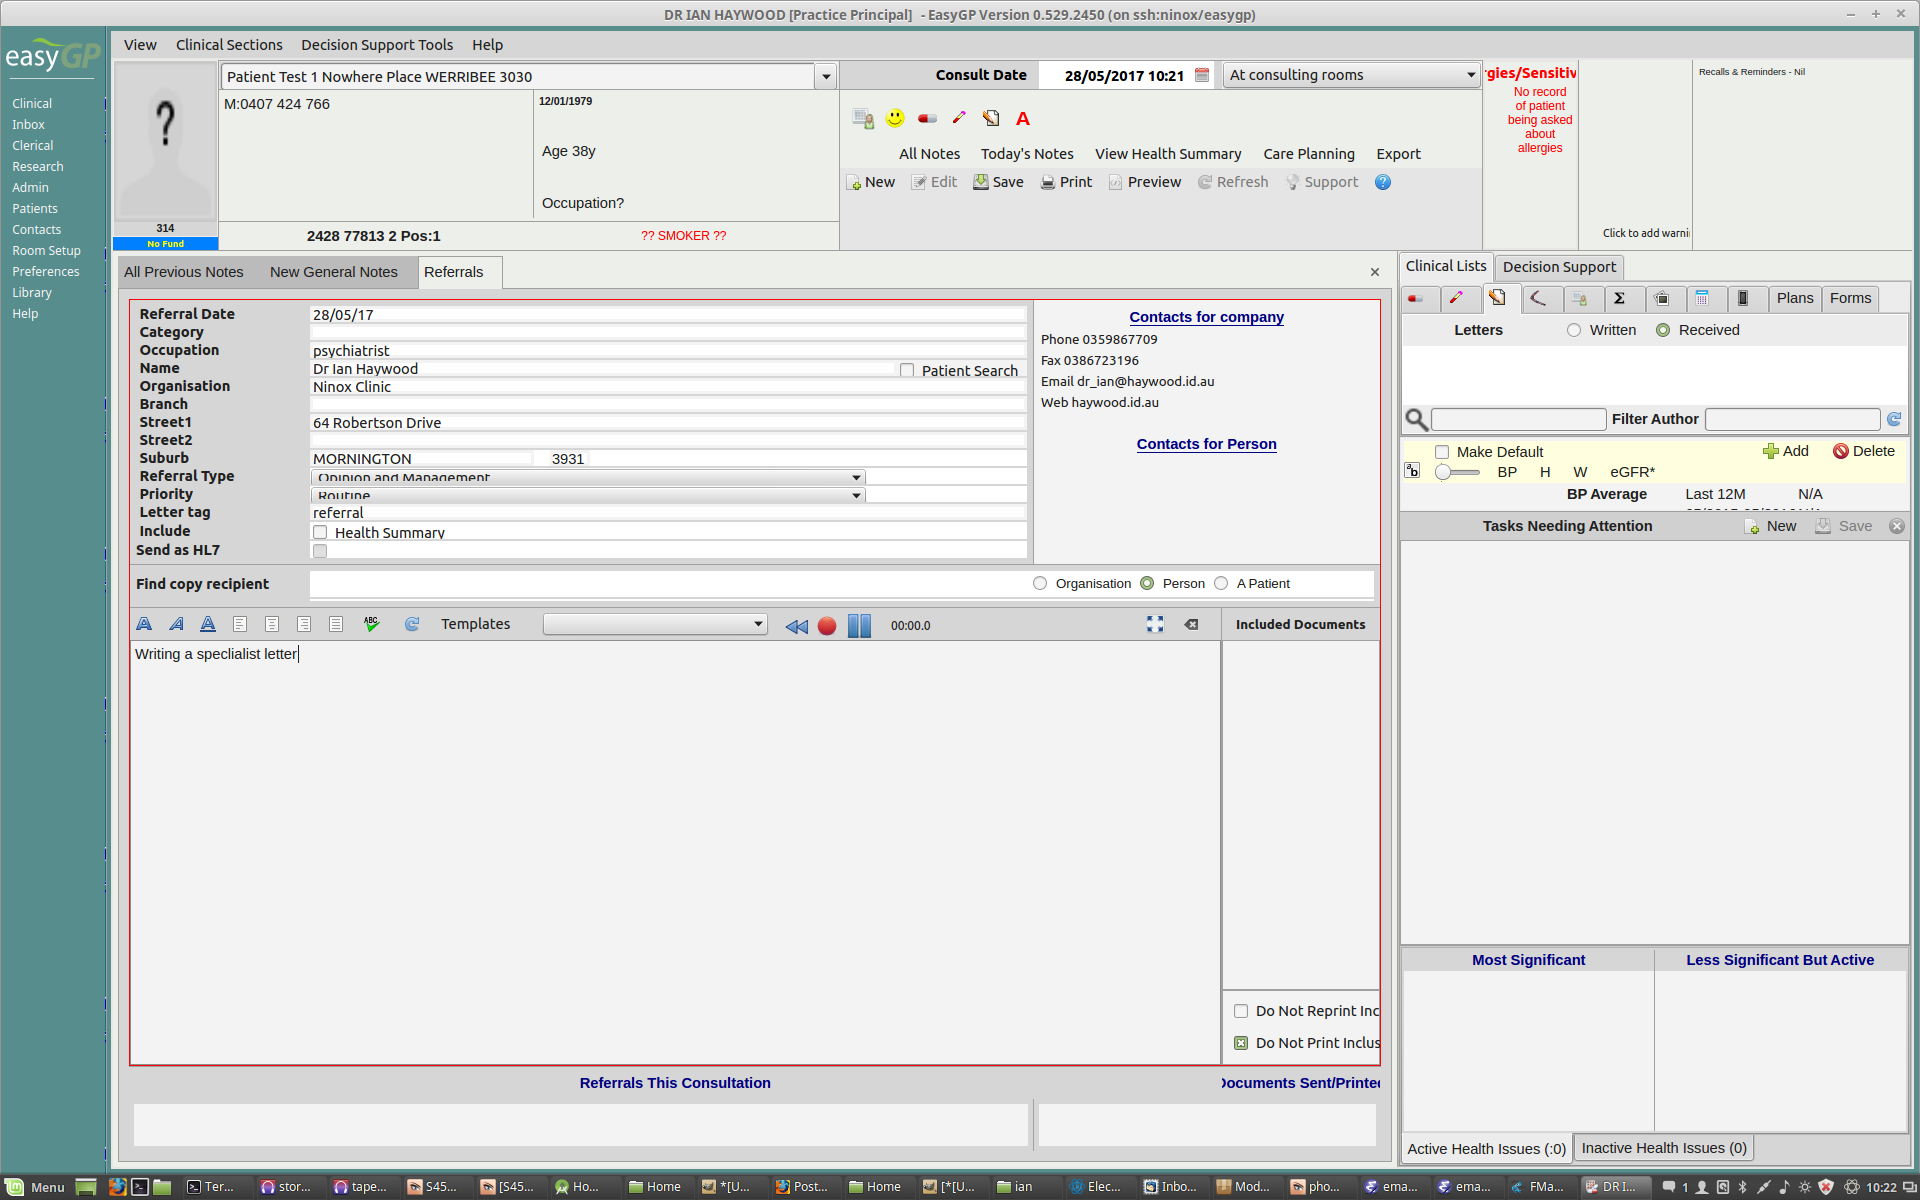 DR IAN HAYWOOD [Practice Principal] - EasyGP Version 0.529.2450 (on ssh:ninox/easygp)
easyGP
View Clinical Sections Decision Support Tools Help
Clinical
Inbox
Clerical
Research
Admin
Patients
Contacts
Room Setup
Preferences
Library
Help
Patient Test 1 Nowhere Place WERRIBEE 3030
M:0407 424 766
12/01/1979
Age 38y
Occupation?
314
No Fund
2428 77813 2 Pos:1
?? SMOKER ??
Consult Date 28/05/2017 10:21 At consulting rooms
A
All Notes Today's Notes View Health Summary Care Planning Export
New Edit Save Print Preview Refresh Support ?
rgies/Sensitiv
No record
of patient
being asked
about
allergies
Click to add warni
Recalls & Reminders - Nil
All Previous Notes New General Notes Referrals
Referral Date 28/05/17
Category
Occupation psychiatrist
Name Dr Ian Haywood Patient Search
Organisation Ninox Clinic
Branch
Street1 64 Robertson Drive
Street2
Suburb MORNINGTON 3931
Referral Type Opinion and Management
Priority Routine
Letter tag referral
Include Health Summary
Send as HL7
Contacts for company
Phone 0359867709
Fax 0386723196
Email dr_ian@haywood.id.au
Web haywood.id.au
Contacts for Person
Find copy recipient Organisation Person A Patient
A A A ABC Templates 00:00.0
Included Documents
Writing a speclialist letter
Do Not Reprint Inc
Do Not Print Inclus
Referrals This Consultation
Documents Sent/Printed
Clinical Lists Decision Support
Σ Plans Forms
Letters Written Received
Filter Author
Make Default Add Delete
ab BP H W eGFR*
BP Average Last 12M N/A
Tasks Needing Attention New Save
Most Significant Less Significant But Active
Active Health Issues (:0) Inactive Health Issues (0)
Menu Ter... stor... tape... S45... [S45... Ho... Home *[U... Post... Home [*[U... ian Elec... Inbo... Mod... pho... ema... ema... FMa... DR I... 1 10:22